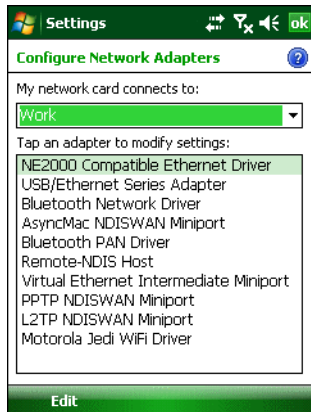 Settings
ok
Configure Network Adapters
?
My network card connects to:
Work
Tap an adapter to modify settings:
NE2000 Compatible Ethernet Driver
USB/Ethernet Series Adapter
Bluetooth Network Driver
AsyncMac NDISWAN Miniport
Bluetooth PAN Driver
Remote-NDIS Host
Virtual Ethernet Intermediate Miniport
PPTP NDISWAN Miniport
L2TP NDISWAN Miniport
Motorola Jedi WiFi Driver
Edit